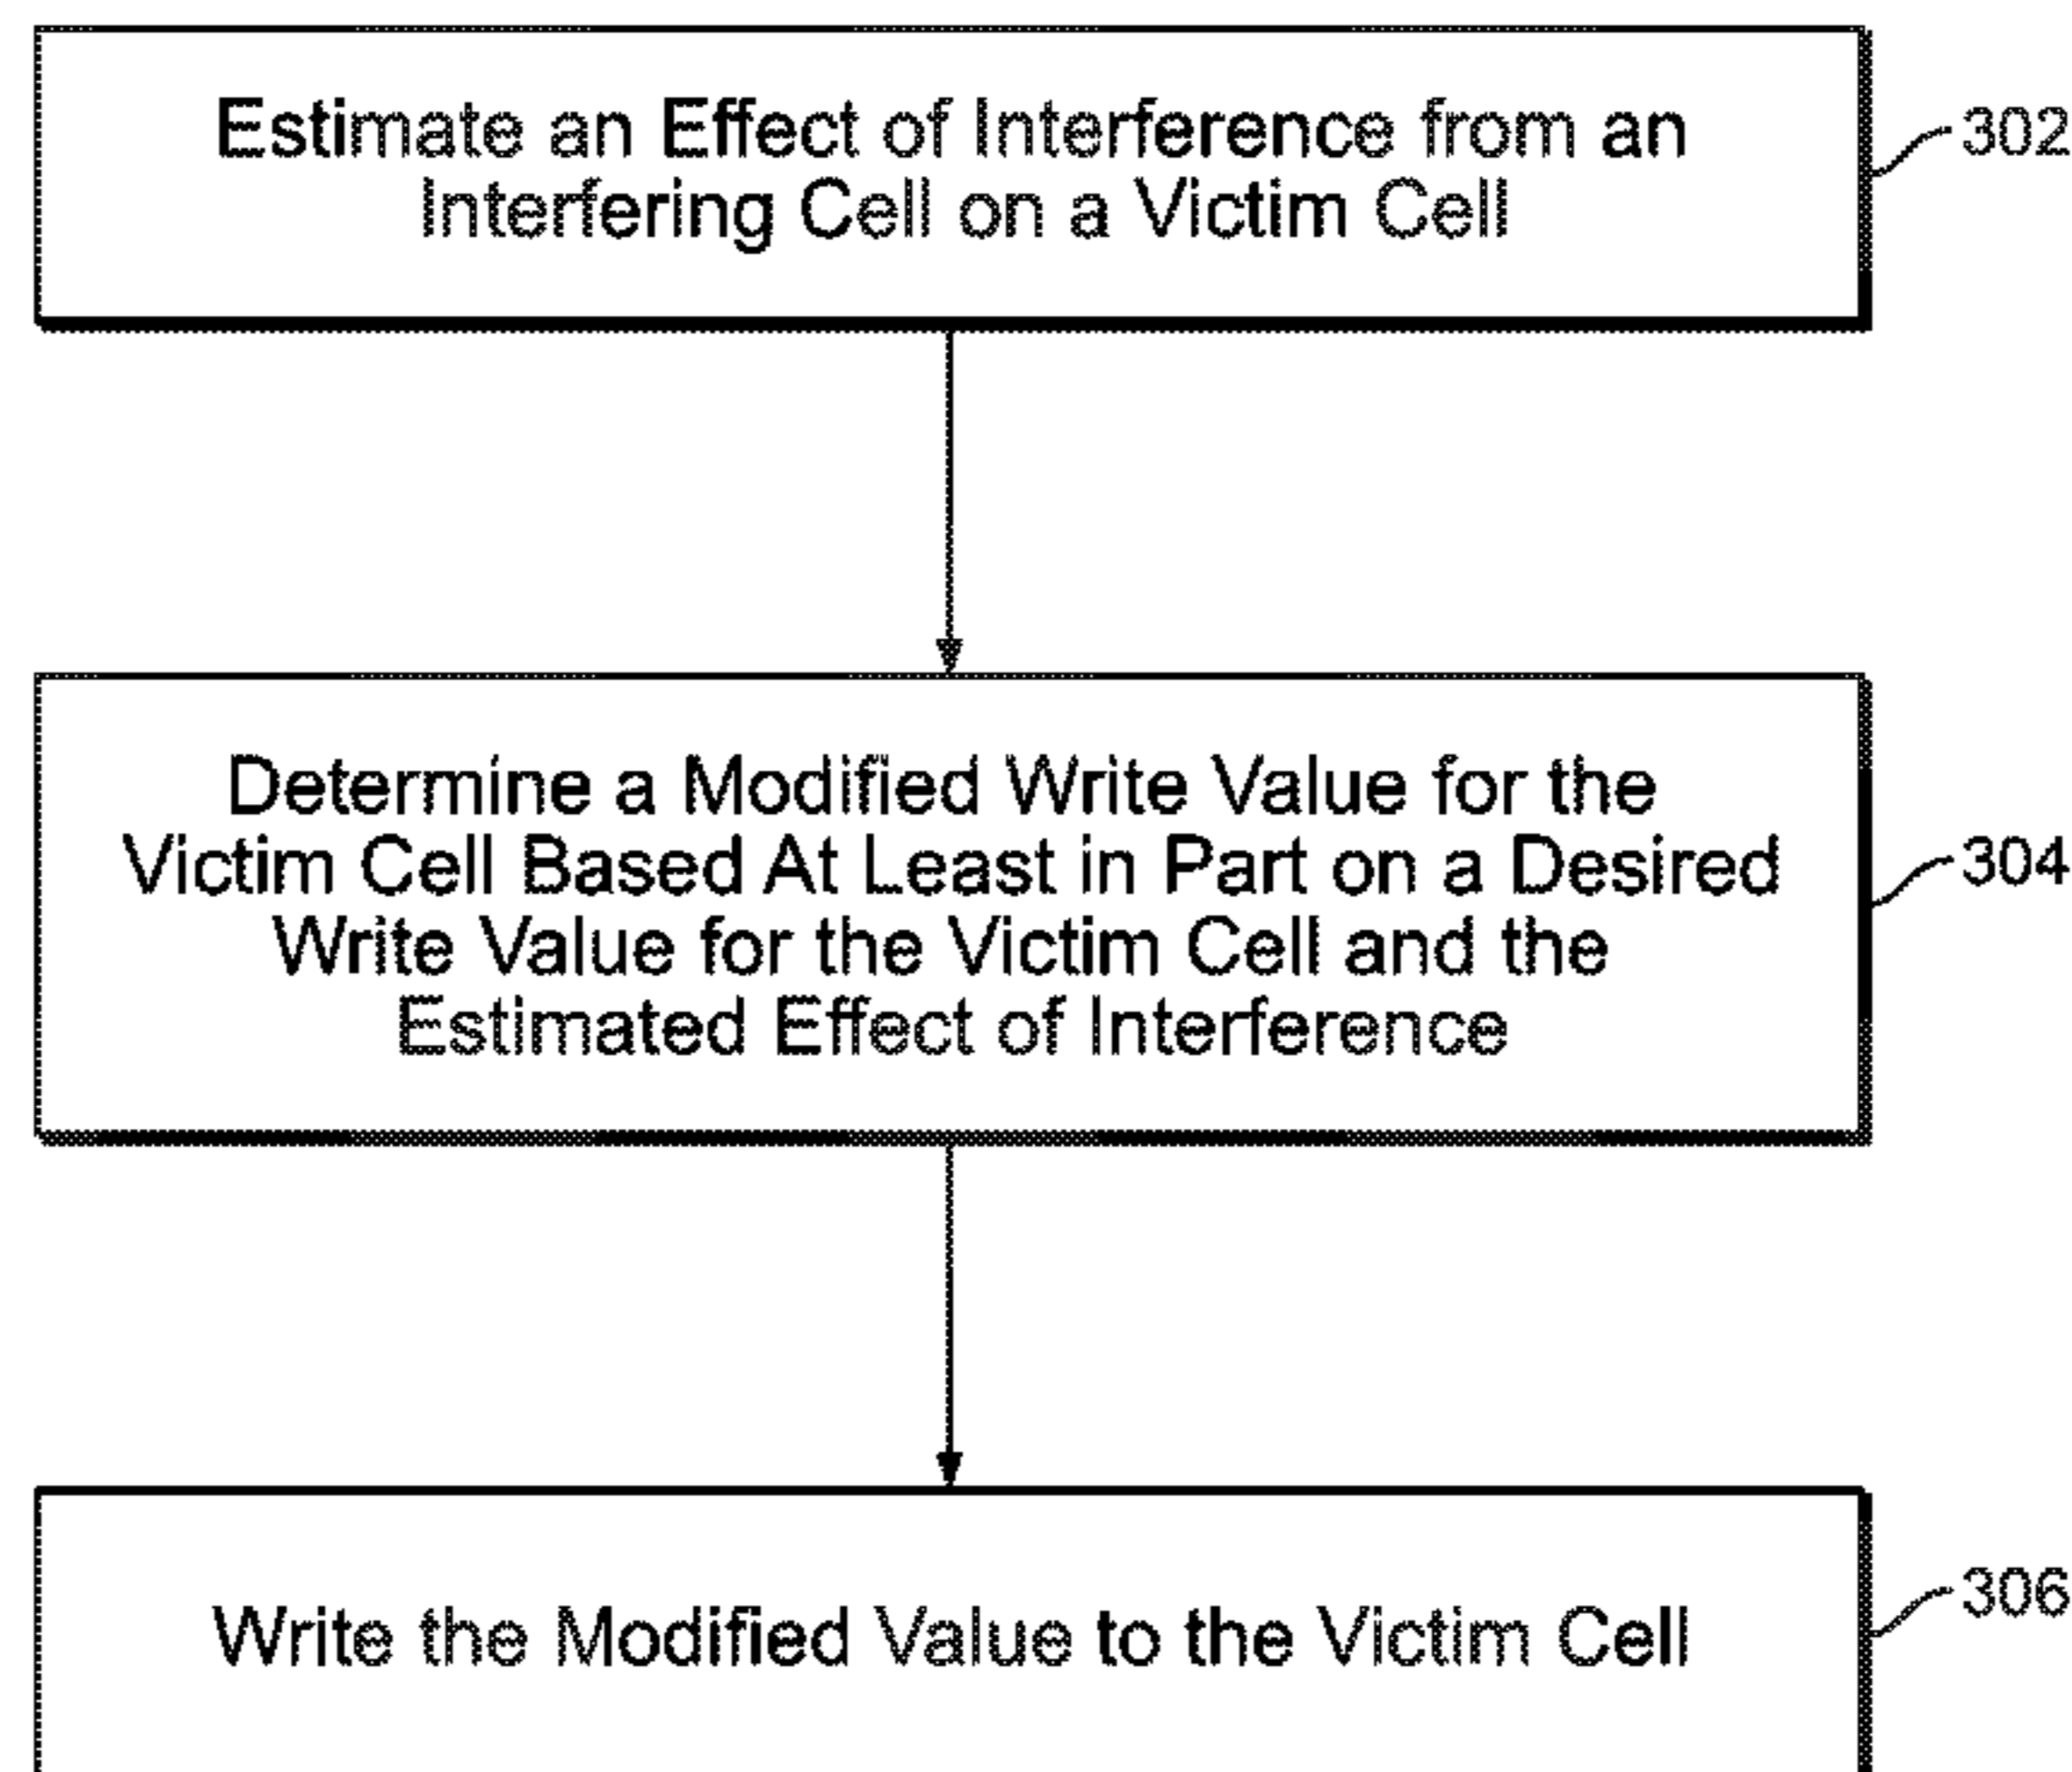 Estimate an Effect of Interference from an
Interfering Cell on a Victim Cell
302
Determine a Modified Write Value for the
Victim Cell Based At Least in Part on a Desired
Write Value for the Victim Cell and the
Estimated Effect of Interference
304
Write the Modified Value to the Victim Cell
306